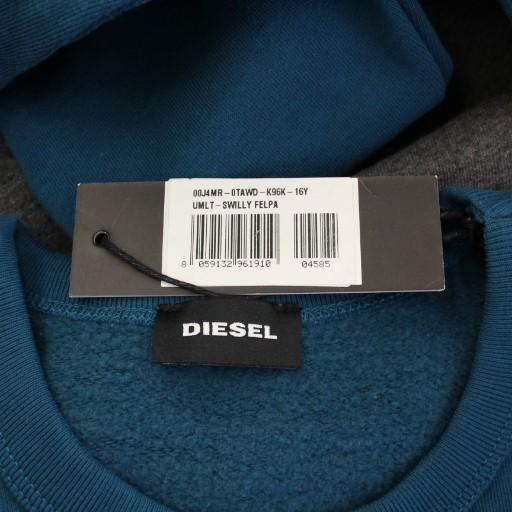 00J4MR-0TAWD-K96K-16Y
UMLT-SWILLY FELPA
8 059132 961910 04585
DIESEL